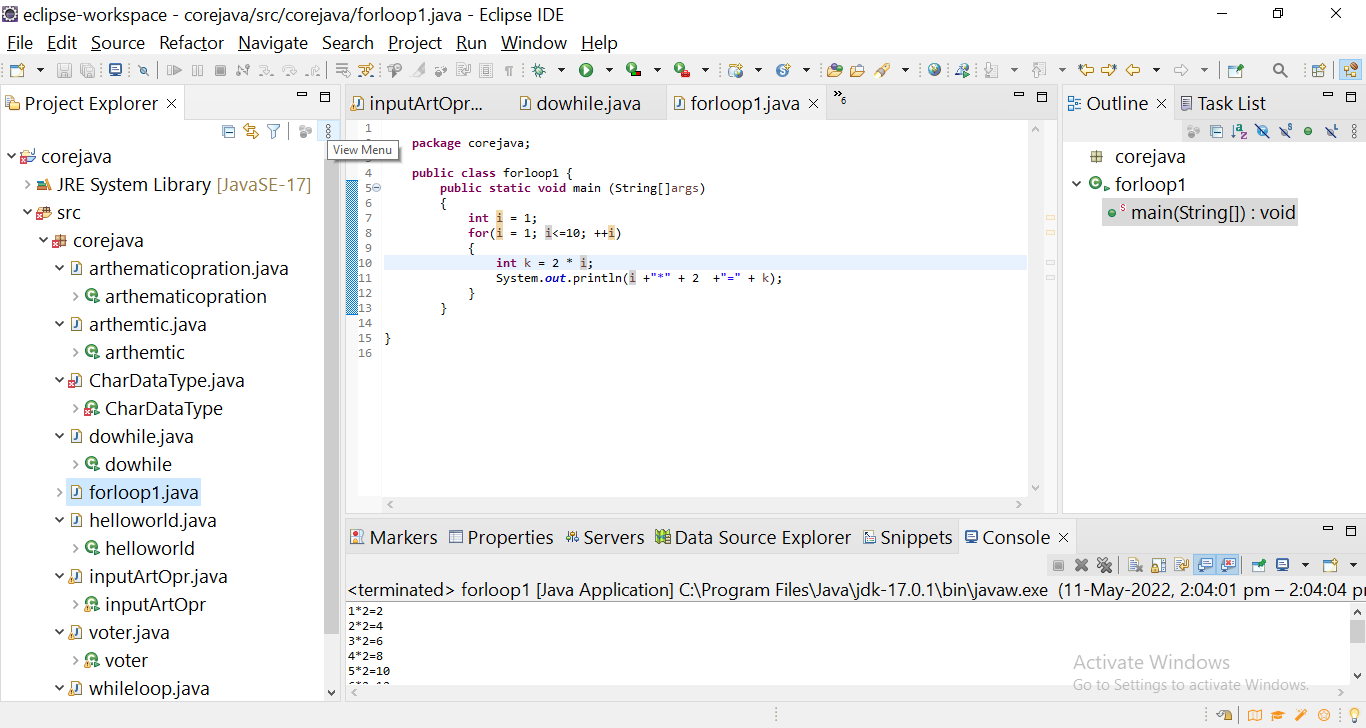 eclipse-workspace - corejava/src/corejava/forloop1.java - Eclipse IDE
File Edit Source Refactor Navigate Search Project Run Window Help
Project Explorer
View Menu
corejava
JRE System Library [JavaSE-17]
src
corejava
arthematicopration.java
arthematicopration
arthemtic.java
arthemtic
CharDataType.java
CharDataType
dowhile.java
dowhile
forloop1.java
helloworld.java
helloworld
inputArtOpr.java
inputArtOpr
voter.java
voter
whileloop.java
inputArtOpr... dowhile.java forloop1.java »6
1
package corejava;
4 public class forloop1 {
5 public static void main (String[]args)
6 {
7 int i = 1;
8 for(i = 1; i<=10; ++i)
9 {
10 int k = 2 * i;
11 System.out.println(i +"*" + 2 +"=" + k);
12 }
13 }
14
15 }
16
Outline Task List
corejava
forloop1
main(String[]) : void
Markers Properties Servers Data Source Explorer Snippets Console
<terminated> forloop1 [Java Application] C:\Program Files\Java\jdk-17.0.1\bin\javaw.exe (11-May-2022, 2:04:01 pm – 2:04:04 pr
1*2=2
2*2=4
3*2=6
4*2=8
5*2=10
Activate Windows
Go to Settings to activate Windows.